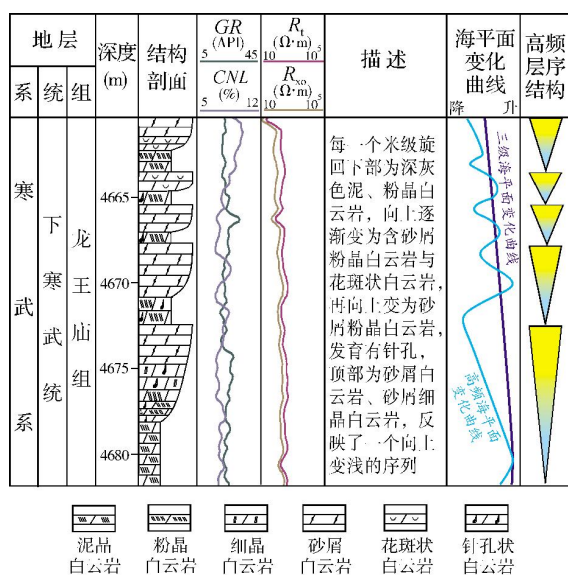 地层
系
统
组
深度
(m)
结构
剖面
GR
(API)
5 45
CNL
(%)
5 12
Rt
(Ω·m)
10 10⁵
Rxo
(Ω·m)
10 10⁵
描述
海平面
变化
曲线
降 升
高频
层序
结构
寒武系
下寒武统
龙王庙组
4665
4670
4675
4680
每一个米级旋
回下部为深灰
色泥、粉晶白
云岩，向上逐
渐变为含砂屑
粉晶白云岩与
花斑状白云岩，
再向上变为砂
屑粉晶白云岩，
发育有针孔，
顶部为砂屑白
云岩、砂屑细
晶白云岩，反
映了一个向上
变浅的序列
三级海平面变化曲线
高频海平面
变化曲线
泥晶
白云岩
粉晶
白云岩
细晶
白云岩
砂屑
白云岩
花斑状
白云岩
针孔状
白云岩